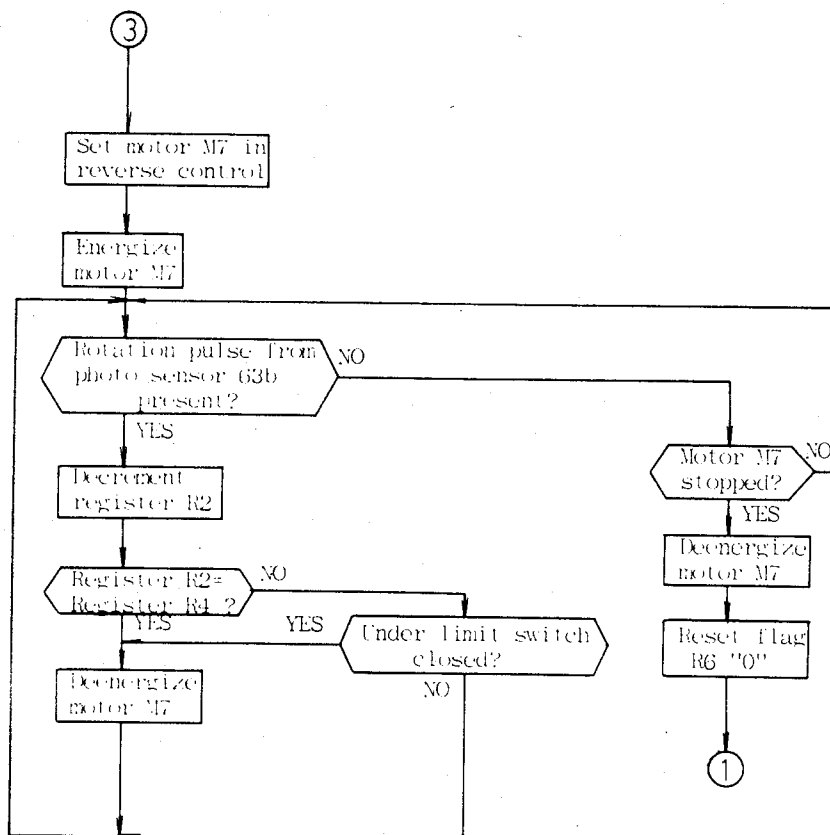 3
Set motor M7 in
reverse control
Energize
motor M7
Rotation pulse from
photo sensor 63b
present?
NO
YES
Motor M7
stopped?
NO
YES
Decrement
register R2
Deenergize
motor M7
Register R2=
Register R4 ?
NO
YES
YES
Under limit switch
closed?
NO
Reset flag
R6 "0"
Deenergize
motor M7
1